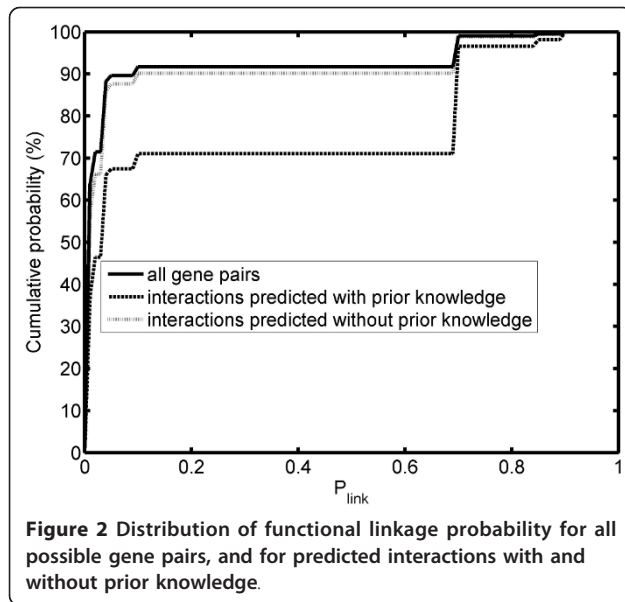 100
90
80
70
60
50
40
30
20
10
0
Cumulative probability (%)
all gene pairs
interactions predicted with prior knowledge
interactions predicted without prior knowledge
0 0.2 0.4 0.6 0.8 1
P_link
Figure 2 Distribution of functional linkage probability for all
possible gene pairs, and for predicted interactions with and
without prior knowledge.